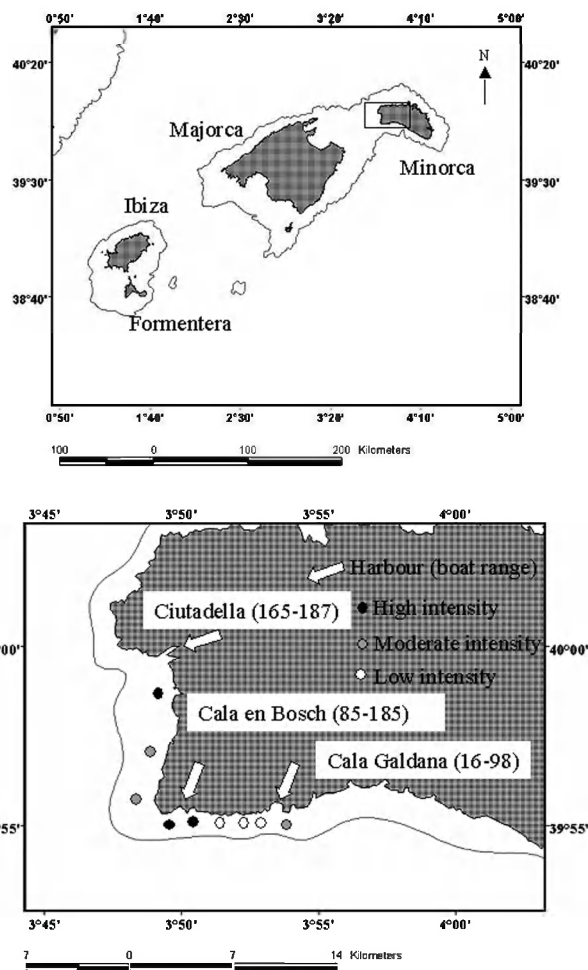 0°50' 1°40' 2°30' 3°20' 4°10' 5°00'
40°20' 40°20'
N
Majorca
Minorca
39°30' 39°30'
Ibiza
38°40' 38°40'
Formentera
0°50' 1°40' 2°30' 3°20' 4°10' 5°00'
100 0 100 200 Kilometers
3°45' 3°50' 3°55' 4°00'
Harbour (boat range)
Ciutadella (165-187)
High intensity
Moderate intensity
°00' 40°00'
Low intensity
Cala en Bosch (85-185)
Cala Galdana (16-98)
°55' 39°55'
3°45' 3°50' 3°55' 4°00'
7 0 7 14 Kilometers